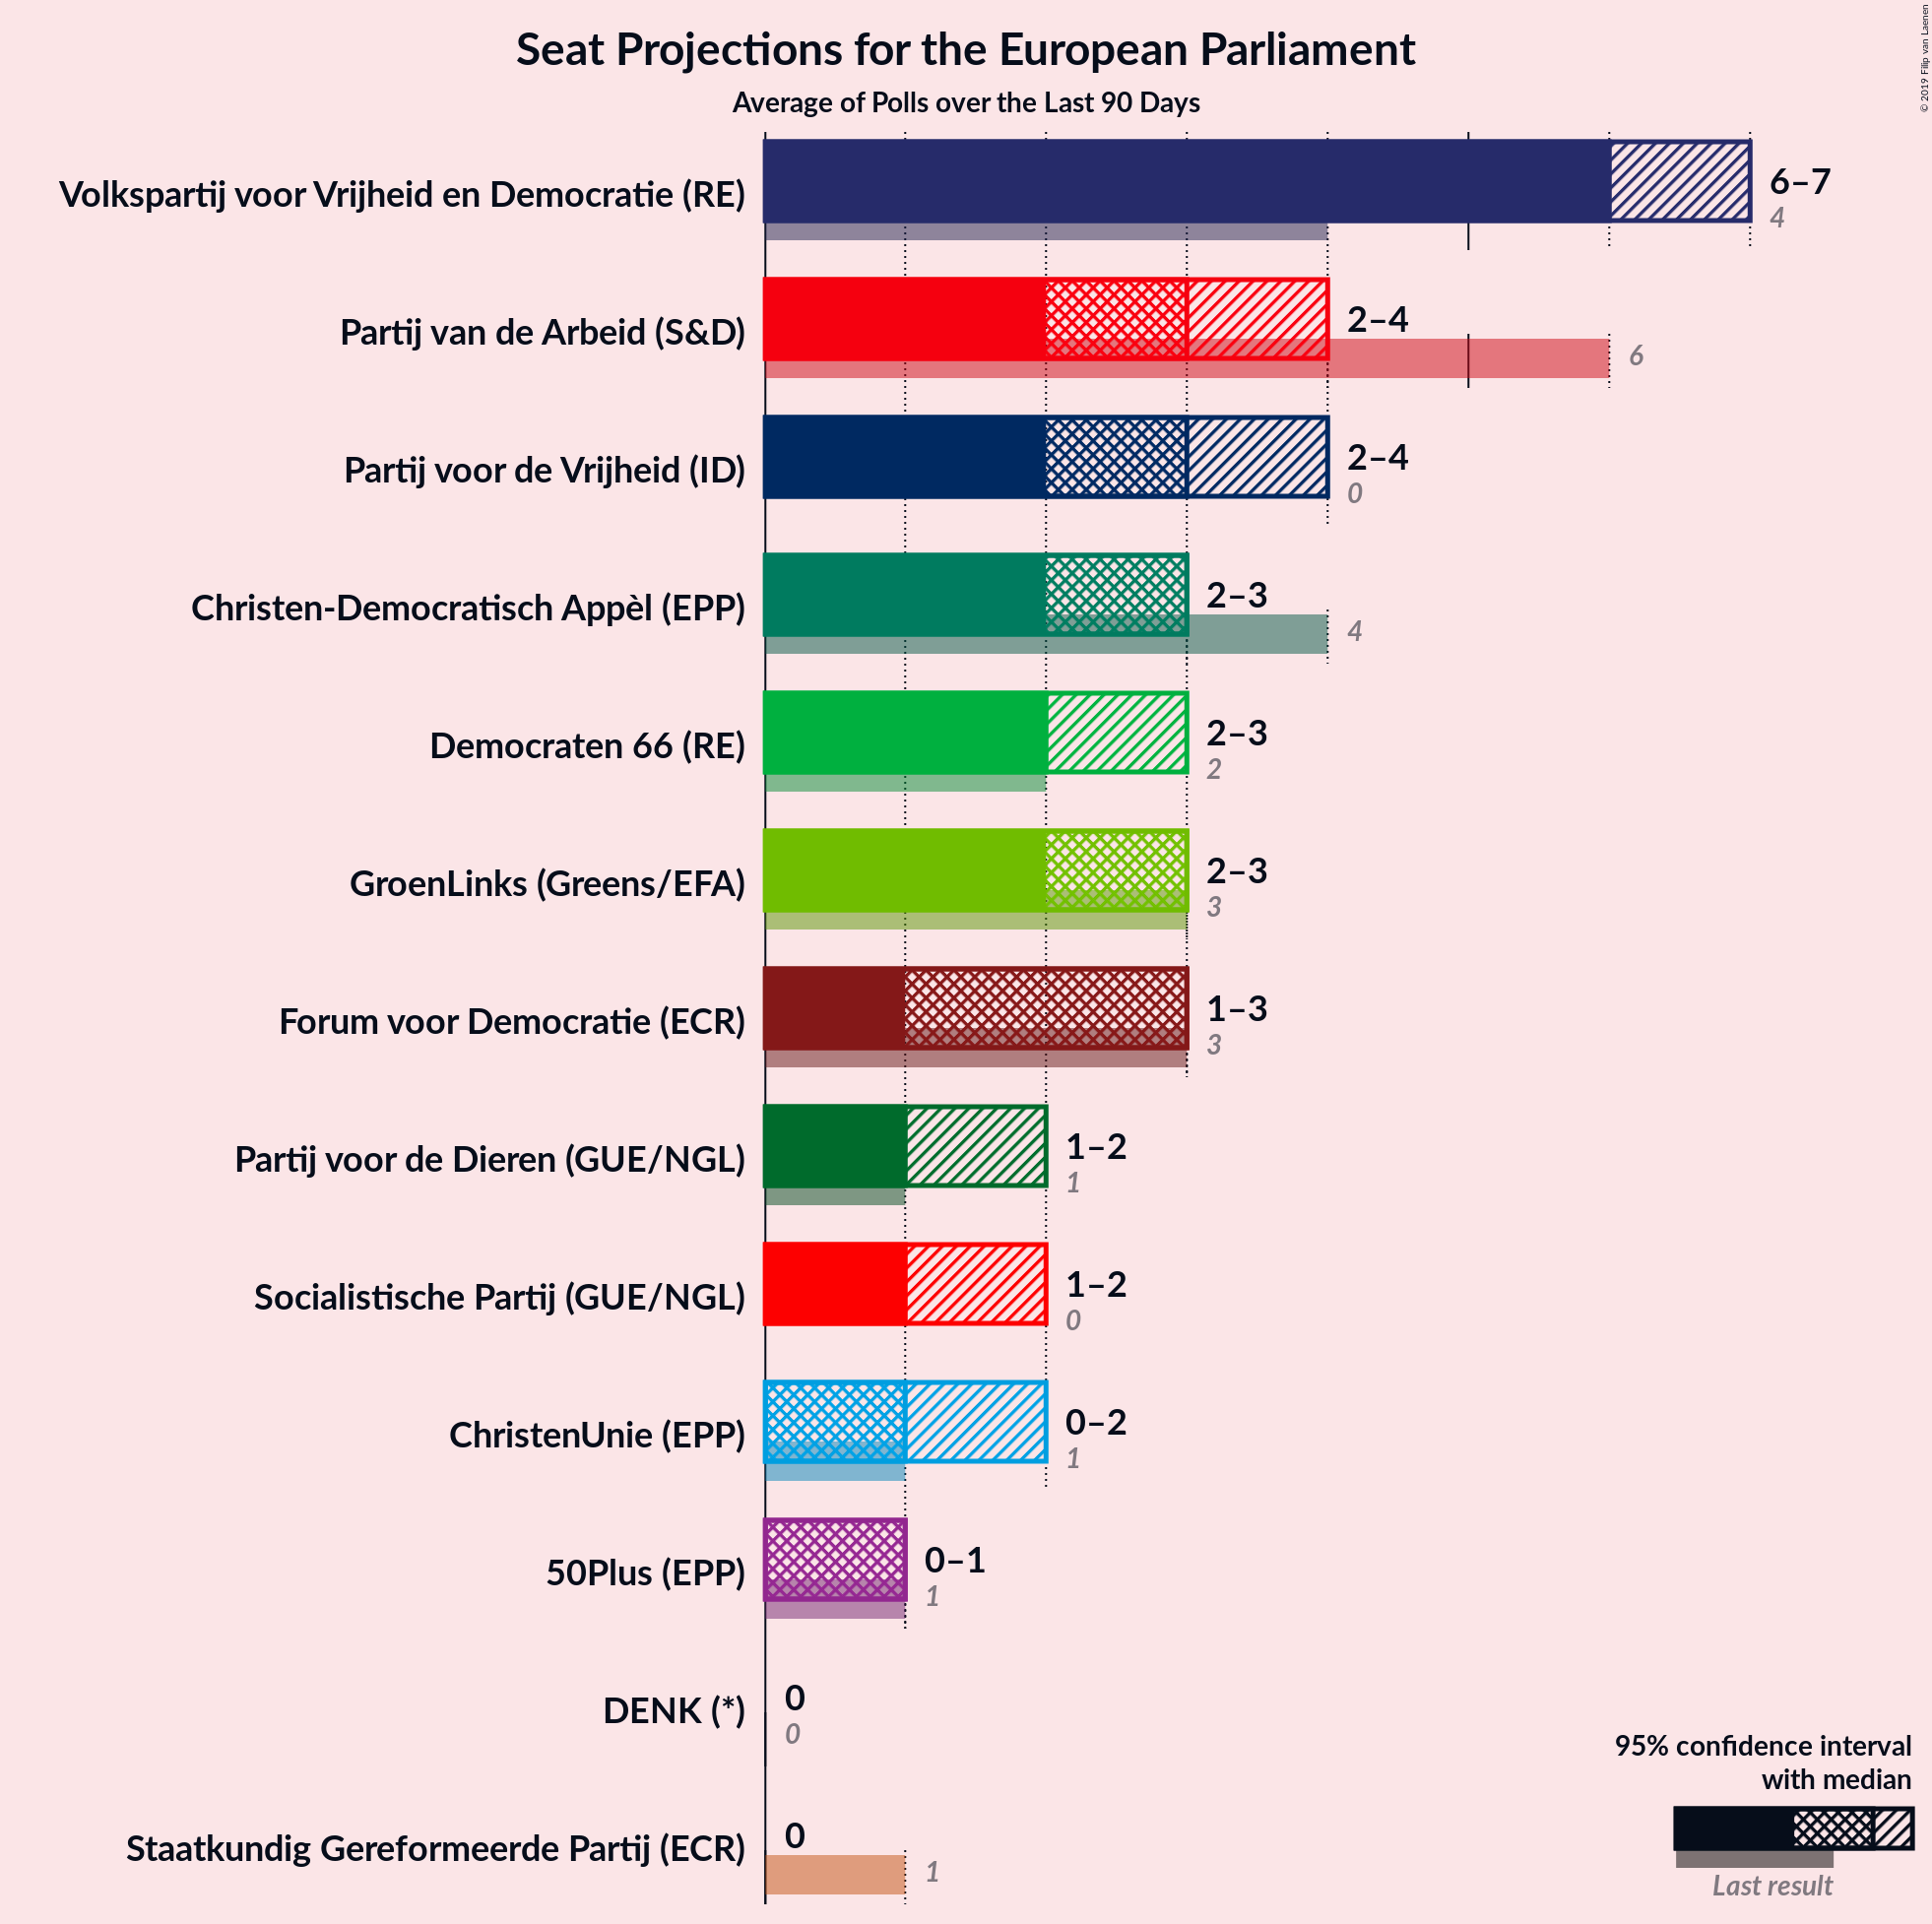 Seat Projections for the European Parliament
Average of Polls over the Last 90 Days
© 2019 Filip van Laenen
Volkspartij voor Vrijheid en Democratie (RE)
6–7
4
Partij van de Arbeid (S&D)
2–4
6
Partij voor de Vrijheid (ID)
2–4
0
Christen-Democratisch Appèl (EPP)
2–3
4
Democraten 66 (RE)
2–3
2
GroenLinks (Greens/EFA)
2–3
3
Forum voor Democratie (ECR)
1–3
3
Partij voor de Dieren (GUE/NGL)
1–2
1
Socialistische Partij (GUE/NGL)
1–2
0
ChristenUnie (EPP)
0–2
1
50Plus (EPP)
0–1
1
DENK (*)
0
0
Staatkundig Gereformeerde Partij (ECR)
0
1
95% confidence interval
with median
Last result